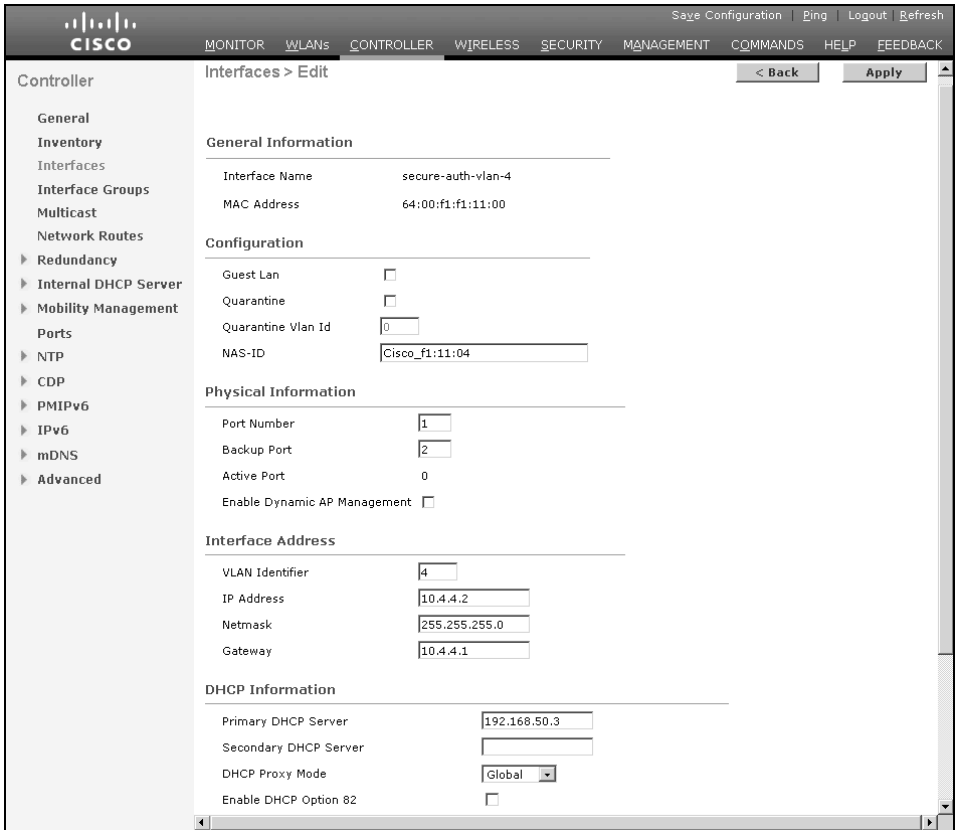 Save Configuration | Ping | Logout | Refresh
CISCO
MONITOR WLANs CONTROLLER WIRELESS SECURITY MANAGEMENT COMMANDS HELP FEEDBACK
Controller
General
Inventory
Interfaces
Interface Groups
Multicast
Network Routes
Redundancy
Internal DHCP Server
Mobility Management
Ports
NTP
CDP
PMIPv6
IPv6
mDNS
Advanced
Interfaces > Edit
< Back
Apply
General Information
Interface Name secure-auth-vlan-4
MAC Address 64:00:f1:f1:11:00
Configuration
Guest Lan
Quarantine
Quarantine Vlan Id 0
NAS-ID Cisco_f1:11:04
Physical Information
Port Number 1
Backup Port 2
Active Port 0
Enable Dynamic AP Management
Interface Address
VLAN Identifier 4
IP Address 10.4.4.2
Netmask 255.255.255.0
Gateway 10.4.4.1
DHCP Information
Primary DHCP Server 192.168.50.3
Secondary DHCP Server
DHCP Proxy Mode Global
Enable DHCP Option 82